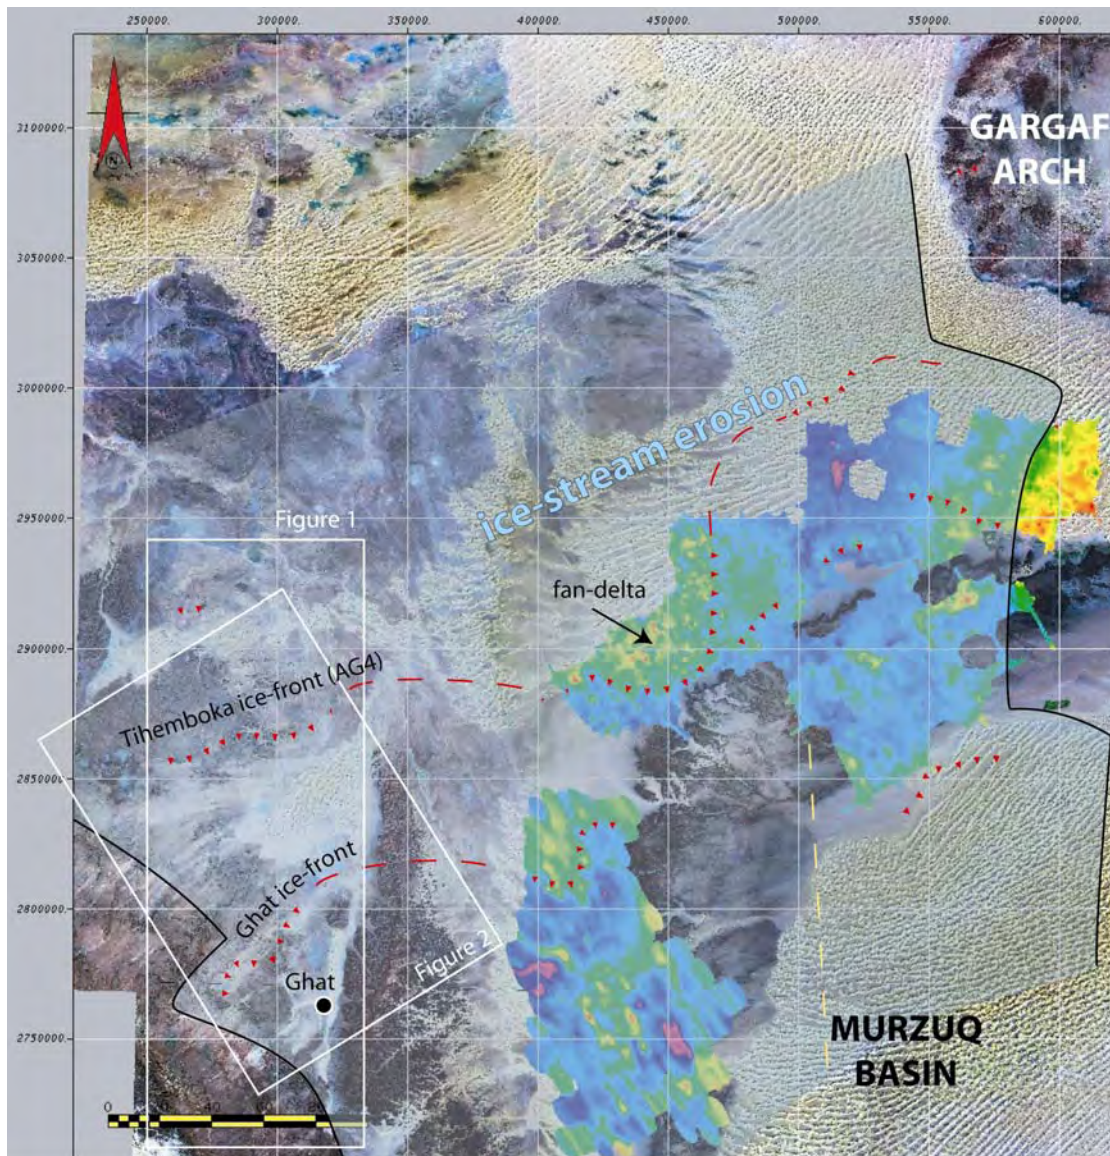 250000. 300000. 350000. 400000. 450000. 500000. 550000. 600000.
3100000.
3050000.
3000000.
2950000.
2900000.
2850000.
2800000.
2750000.
N
GARGAF
ARCH
ice-stream erosion
Figure 1
fan-delta
Tihemboka ice-front (AG4)
Ghat ice-front
Figure 2
Ghat
MURZUQ
BASIN
0
40